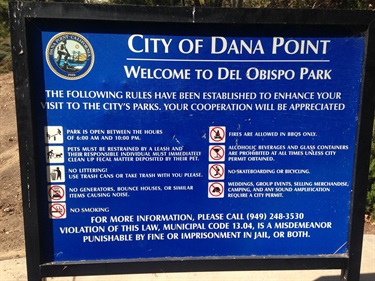 CITY OF DANA POINT
WELCOME TO DEL OBISPO PARK
THE FOLLOWING RULES HAVE BEEN ESTABLISHED TO ENHANCE YOUR
VISIT TO THE CITY'S PARKS. YOUR COOPERATION WILL BE APPRECIATED
PARK IS OPEN BETWEEN THE HOURS
OF 6:00 AM AND 10:00 PM.
PETS MUST BE RESTRAINED BY A LEASH AND
THEIR RESPONSIBLE INDIVIDUAL MUST IMMEDIATELY
CLEAN UP FECAL MATTER DEPOSITED BY THEIR PET.
NO LITTERING!
USE TRASH CANS OR TAKE TRASH WITH YOU PLEASE.
NO GENERATORS, BOUNCE HOUSES, OR SIMILAR
ITEMS CAUSING NOISE.
NO SMOKING
FIRES ARE ALLOWED IN BBQS ONLY.
ALCOHOLIC BEVERAGES AND GLASS CONTAINERS
ARE PROHIBITED AT ALL TIMES UNLESS CITY
PERMIT OBTAINED.
NO SKATEBOARDING OR BICYCLING.
WEDDINGS, GROUP EVENTS, SELLING MERCHANDISE,
CAMPING, AND ANY SOUND AMPLIFICATION
REQUIRE A CITY PERMIT.
FOR MORE INFORMATION, PLEASE CALL (949) 248-3530
VIOLATION OF THIS LAW, MUNICIPAL CODE 13.04, IS A MISDEMEANOR
PUNISHABLE BY FINE OR IMPRISONMENT IN JAIL, OR BOTH.